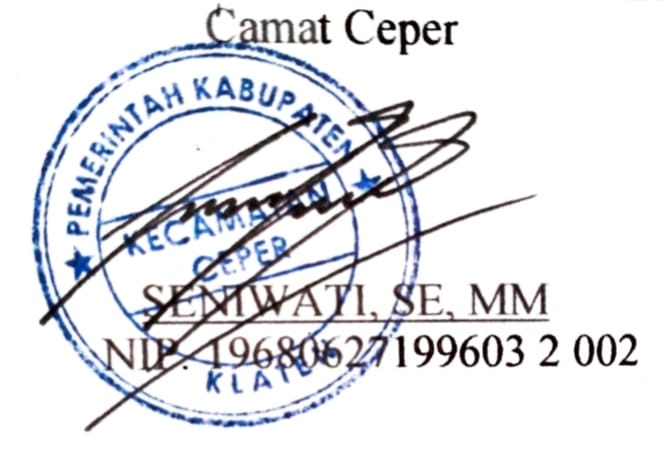 Camat Ceper
PEMERINTAH KABUPATEN
KECAMATAN
CEPER
SENIWATI, SE, MM
NIP. 19680627199603 2 002
KLATEN